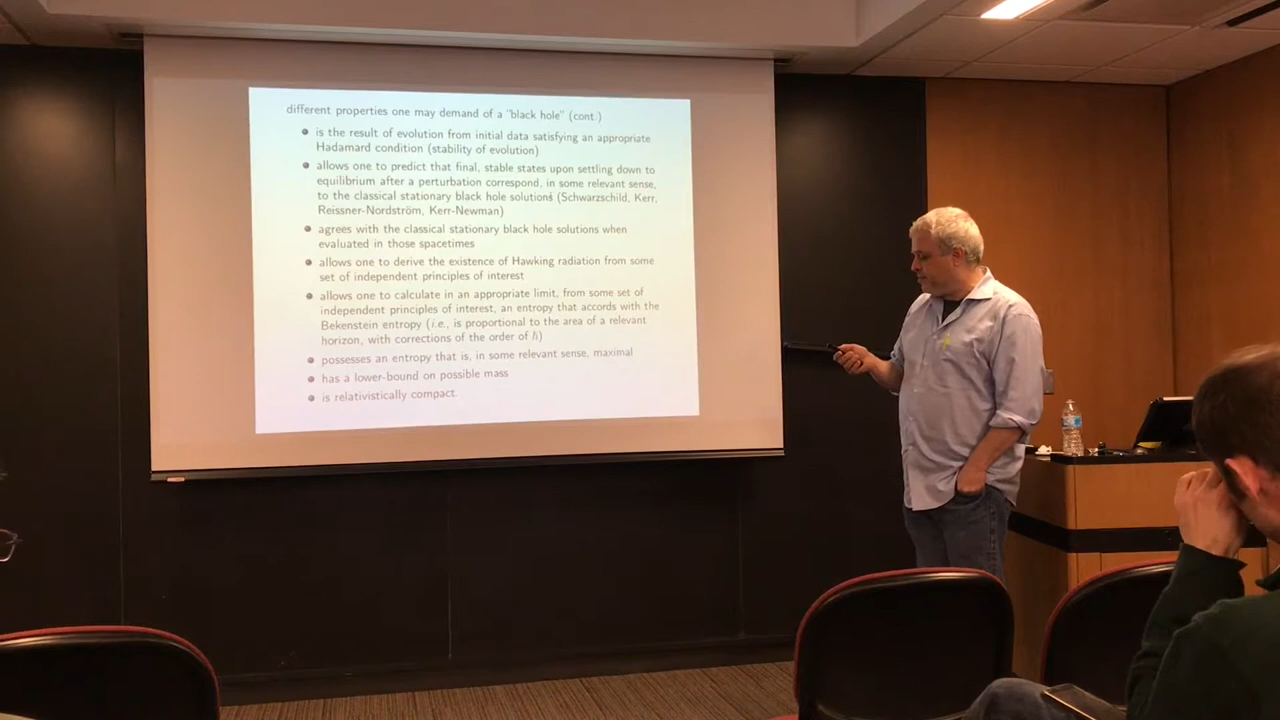 different properties one may demand of a "black hole" (cont.)
is the result of evolution from initial data satisfying an appropriate
Hadamard condition (stability of evolution)
allows one to predict that final, stable states upon settling down to
equilibrium after a perturbation correspond, in some relevant sense,
to the classical stationary black hole solutions (Schwarzschild, Kerr,
Reissner-Nordström, Kerr-Newman)
agrees with the classical stationary black hole solutions when
evaluated in those spacetimes
allows one to derive the existence of Hawking radiation from some
set of independent principles of interest
allows one to calculate in an appropriate limit, from some set of
independent principles of interest, an entropy that accords with the
Bekenstein entropy (i.e., is proportional to the area of a relevant
horizon, with corrections of the order of ℏ)
possesses an entropy that is, in some relevant sense, maximal
has a lower-bound on possible mass
is relativistically compact.